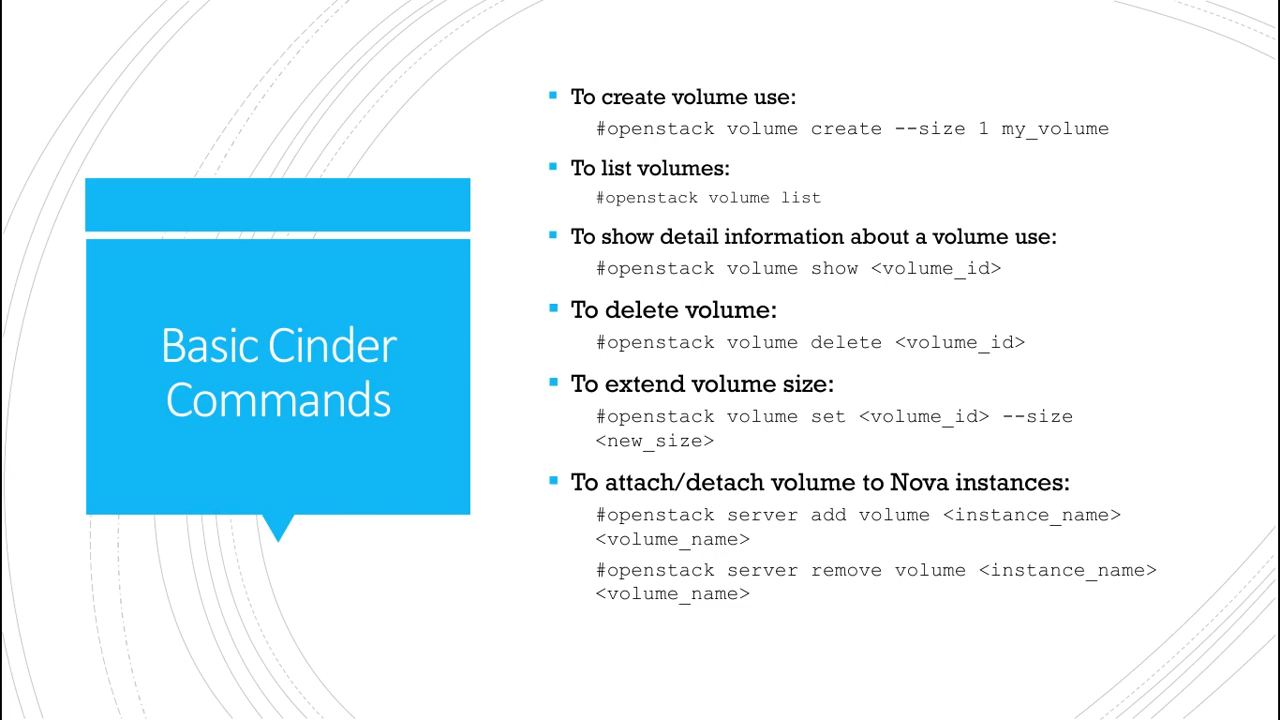 Basic Cinder
Commands
To create volume use:
#openstack volume create --size 1 my_volume
To list volumes:
#openstack volume list
To show detail information about a volume use:
#openstack volume show <volume_id>
To delete volume:
#openstack volume delete <volume_id>
To extend volume size:
#openstack volume set <volume_id> --size
<new_size>
To attach/detach volume to Nova instances:
#openstack server add volume <instance_name>
<volume_name>
#openstack server remove volume <instance_name>
<volume_name>